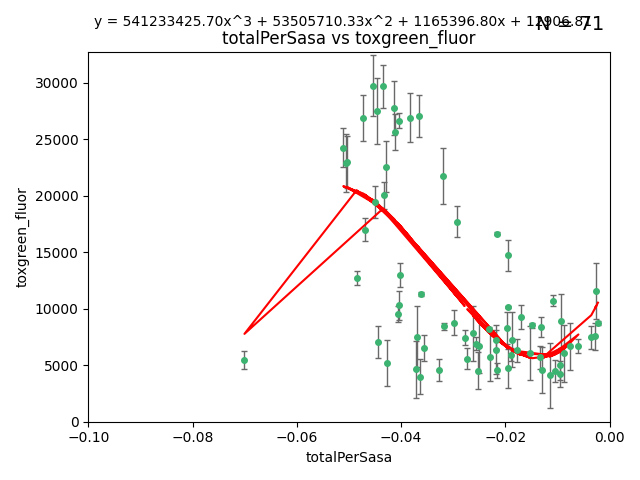 y = 541233425.70x^3 + 53505710.33x^2 + 1165396.80x + 12906.81
N = 71
totalPerSasa vs toxgreen_fluor
30000
25000
20000
15000
10000
5000
0
toxgreen_fluor
−0.10 −0.08 −0.06 −0.04 −0.02 0.00
totalPerSasa